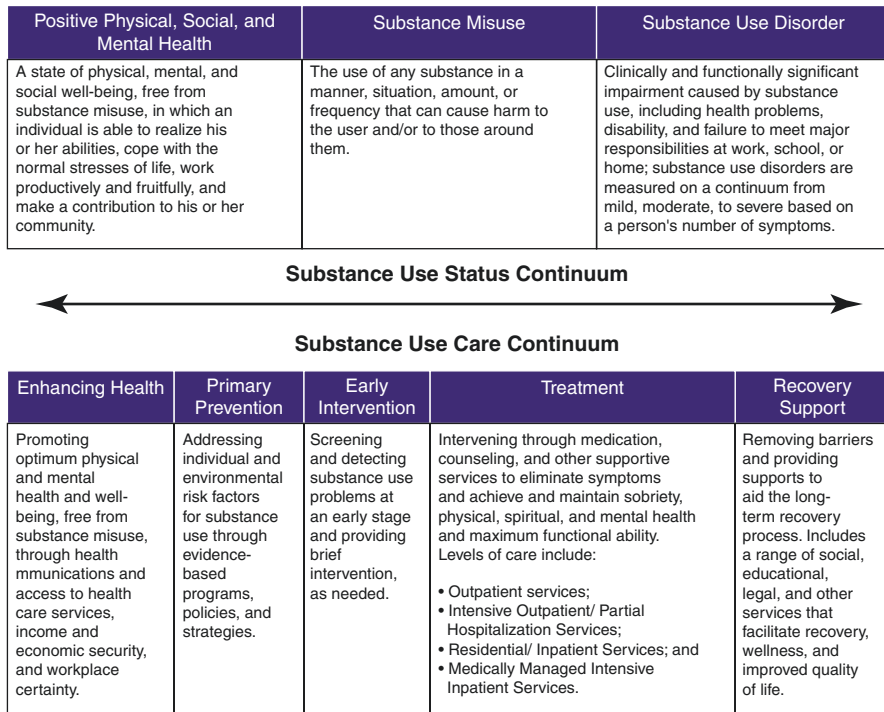 Positive Physical, Social, and
Mental Health
A state of physical, mental, and
social well-being, free from
substance misuse, in which an
individual is able to realize his
or her abilities, cope with the
normal stresses of life, work
productively and fruitfully, and
make a contribution to his or her
community.
Substance Misuse
The use of any substance in a
manner, situation, amount, or
frequency that can cause harm to
the user and/or to those around
them.
Substance Use Disorder
Clinically and functionally significant
impairment caused by substance
use, including health problems,
disability, and failure to meet major
responsibilities at work, school, or
home; substance use disorders are
measured on a continuum from
mild, moderate, to severe based on
a person's number of symptoms.
Substance Use Status Continuum
Substance Use Care Continuum
Enhancing Health
Promoting
optimum physical
and mental
health and well-
being, free from
substance misuse,
through health
mmunications and
access to health
care services,
income and
economic security,
and workplace
certainty.
Primary
Prevention
Addressing
individual and
environmental
risk factors
for substance
use through
evidence-
based
programs,
policies, and
strategies.
Early
Intervention
Screening
and detecting
substance use
problems at
an early stage
and providing
brief
intervention,
as needed.
Treatment
Intervening through medication,
counseling, and other supportive
services to eliminate symptoms
and achieve and maintain sobriety,
physical, spiritual, and mental health
and maximum functional ability.
Levels of care include:
• Outpatient services;
• Intensive Outpatient/ Partial
Hospitalization Services;
• Residential/ Inpatient Services; and
• Medically Managed Intensive
Inpatient Services.
Recovery
Support
Removing barriers
and providing
supports to
aid the long-
term recovery
process. Includes
a range of social,
educational,
legal, and other
services that
facilitate recovery,
wellness, and
improved quality
of life.